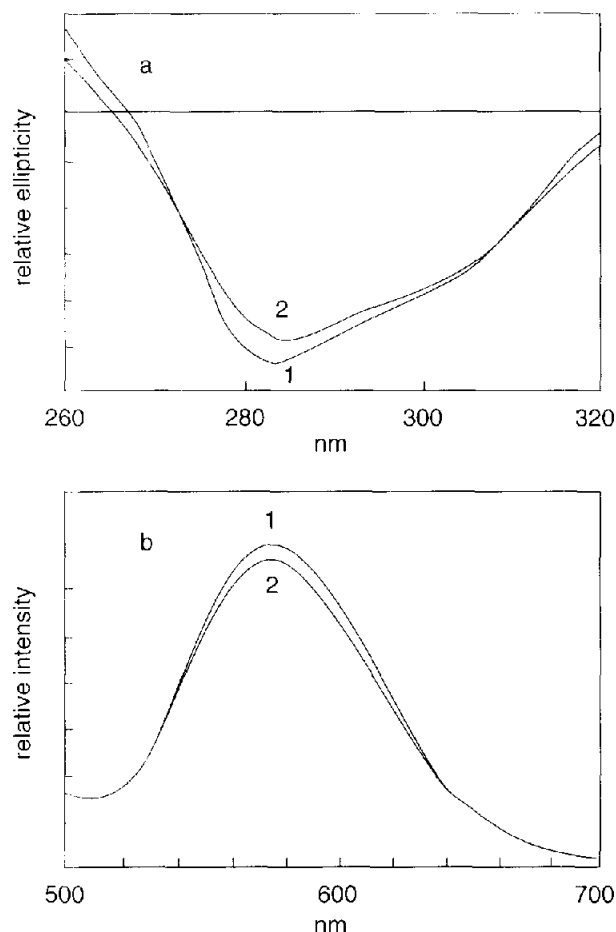 a
relative ellipticity
2
1
260 280 300 320
nm
b
relative intensity
1
2
500 600 700
nm